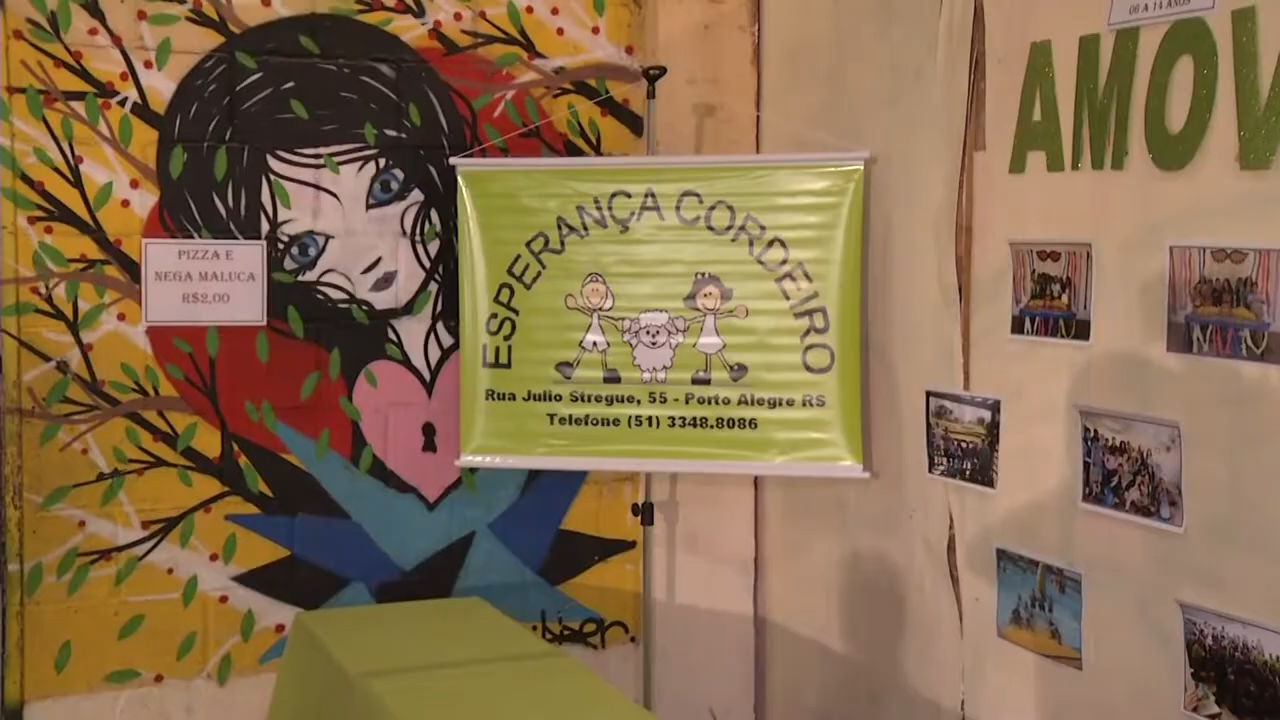 06 A 14 ANOS
AMOV
ESPERANÇA CORDEIRO
PIZZA E
NEGA MALUCA
R$2,00
Rua Julio Stregue, 55 - Porto Alegre RS
Telefone (51) 3348.8086